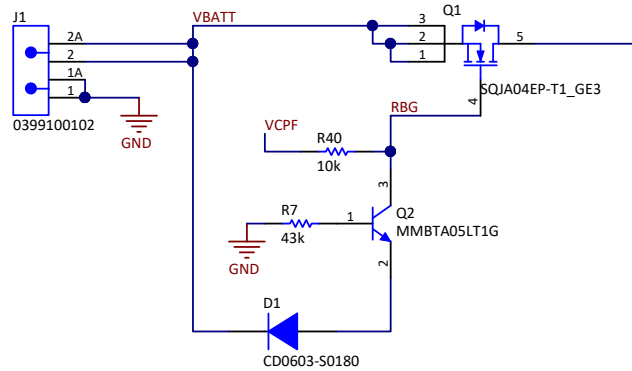 J1
VBATT
Q1
2A
2
1A
1
3
2
1
5
SQJA04EP-T1_GE3
4
0399100102
GND
VCPF
RBG
R40
10k
3
Q2
MMBTA05LT1G
R7
43k
1
2
GND
D1
CD0603-S0180